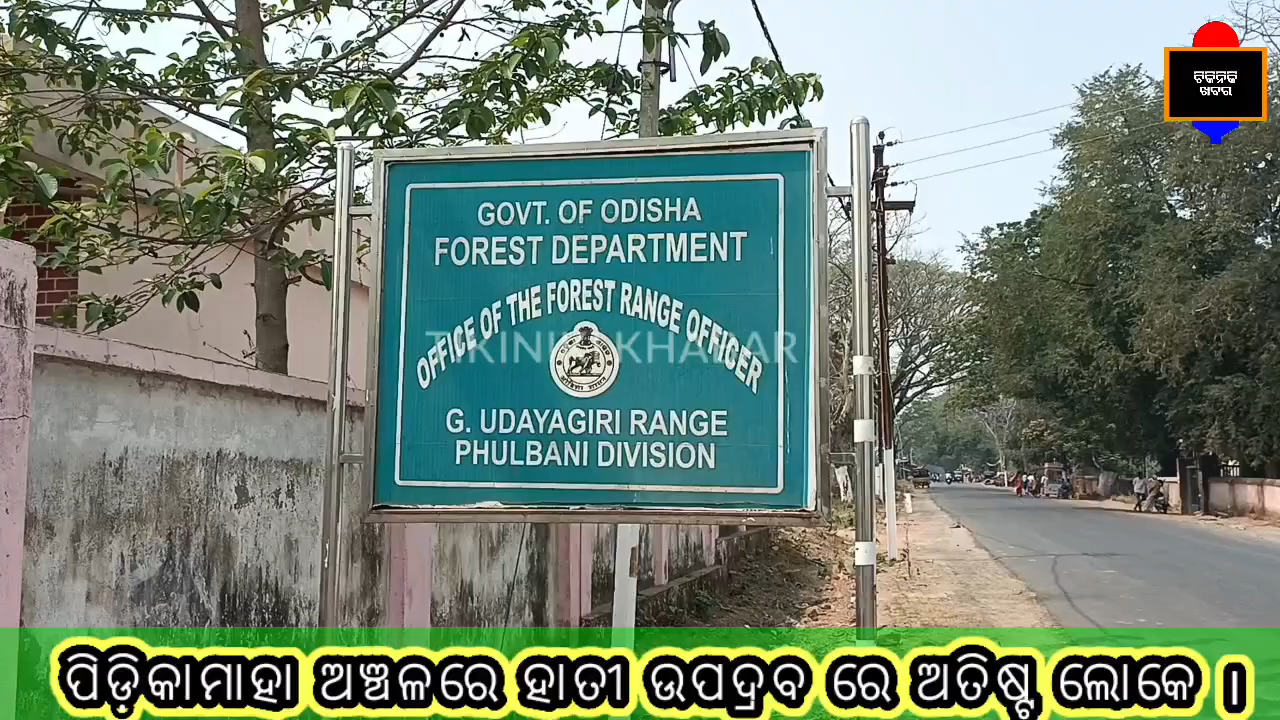 ଟିକିନିକ
ଖବର
GOVT. OF ODISHA
FOREST DEPARTMENT
OFFICE OF THE FOREST RANGE OFFICER
G. UDAYAGIRI RANGE
PHULBANI DIVISION
ପିଡ଼ିକାମାହା ଅଞ୍ଚଳରେ ହାତୀ ଉପଦ୍ରବ ରେ ଅତିଷ୍ଟ ଲୋକେ ।